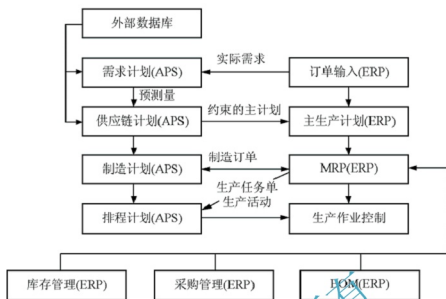 外部数据库
实际需求
需求计划(APS)
订单输入(ERP)
预测量
约束的主计划
供应链计划(APS)
主生产计划(ERP)
制造订单
制造计划(APS)
MRP(ERP)
生产任务单
生产活动
排程计划(APS)
生产作业控制
库存管理(ERP)
采购管理(ERP)
BOM(ERP)